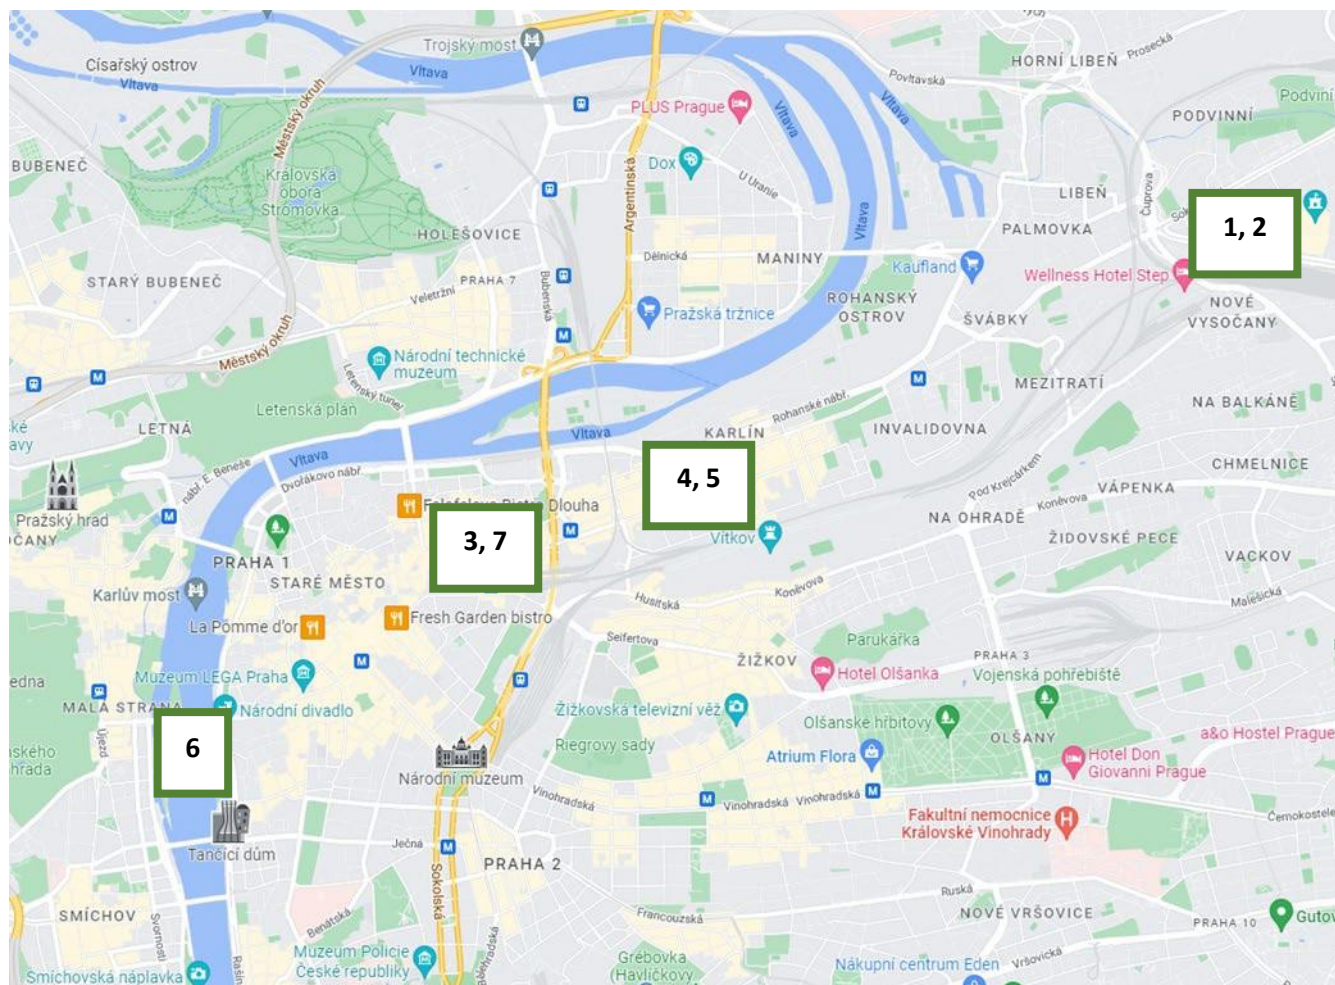 Trojský most
Císařský ostrov
Vltava
Vltava
Městský okruh
PLUS Prague
Argentinská
Vltava
Vltava
Povltavská
HORNÍ LIBEŇ
Prosecká
PODVINNÍ
Podviní
BUBENEČ
Královská
obora
Stromovka
Dox
U Uranie
LIBEŇ
Čuprova
1, 2
HOLEŠOVICE
Vltava
PALMOVKA
Dělnická
MANINY
Kaufland
Wellness Hotel Step
STARÝ BUBENEČ
PRAHA 7
Veletržní
Bubenská
ROHANSKÝ
OSTROV
NOVÉ
VYSOČANY
Pražská tržnice
ŠVÁBKY
Městský okruh
Národní technické
muzeum
Letenský tunel
MEZITRATÍ
Letenská pláň
NA BALKÁNĚ
LETNÁ
Rohanské nábř.
INVALIDOVNA
KARLÍN
Vltava
Vltava
nábř. E. Beneše
Dvořákovo nábř.
CHMELNICE
Pod Krejcárkem
VÁPENKA
Koněvova
4, 5
Dlouha
Pražský hrad
OČANY
NA OHRADĚ
Vítkov
ŽIDOVSKÉ PECE
3, 7
PRAHA 1
STARÉ MĚSTO
VACKOV
Karlův most
Husitská
Koněvova
Malešická
La Pomme d'or
Fresh Garden bistro
Seifertova
Parukářka
ŽIŽKOV
PRAHA 3
Muzeum LEGA Praha
Hotel Olšanka
Vojenská pohřebiště
MALÁ STRANA
Národní divadlo
Žižkovská televizní věž
Olšanské hřbitovy
OLŠANY
a&o Hostel Prague
6
Újezd
Riegrovy sady
Atrium Flora
Hotel Don
Giovanni Prague
Národní muzeum
Vinohradská
Vinohradská
Vinohradská
Fakultní nemocnice
Královské Vinohrady
Černokostele
Tančící dům
Ječná
PRAHA 2
Sokolská
Ruská
SMÍCHOV
Svornosti
Benátská
Francouzská
NOVÉ VRŠOVICE
PRAHA 10
Gutov
Muzeum Policie
České republiky
Grébovka
(Havlíčkovy
Nákupní centrum Eden
Vršovická
Smíchovská náplavka